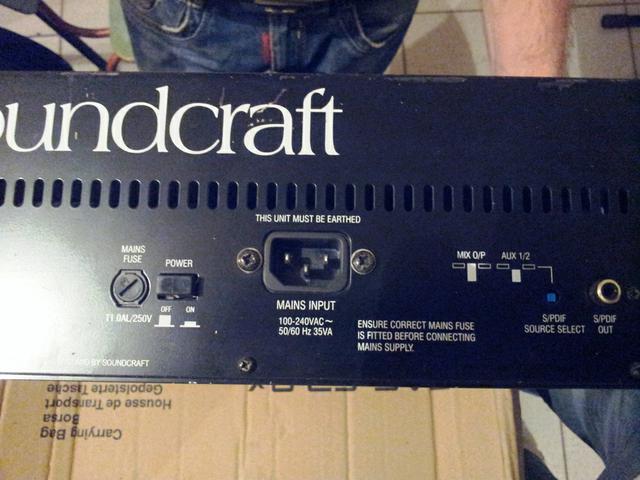 oundcraft
THIS UNIT MUST BE EARTHED
MAINS
FUSE
POWER
T1.0AL/250V
OFF ON
MAINS INPUT
100-240VAC~
50/60 Hz 35VA
ENSURE CORRECT MAINS FUSE
IS FITTED BEFORE CONNECTING
MAINS SUPPLY.
MIX O/P AUX 1/2
S/PDIF
SOURCE SELECT
S/PDIF
OUT
BY SOUNDCRAFT
Carrying Bag
Borsa
Housse de Transport
Gepolsterte Tasche